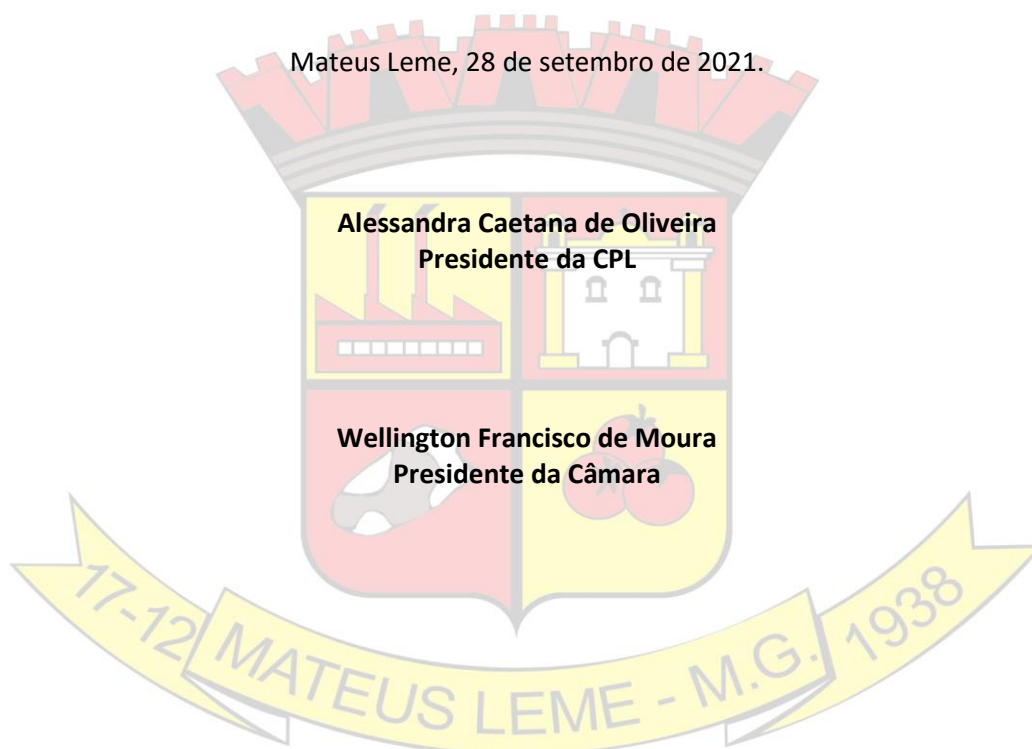 Mateus Leme, 28 de setembro de 2021.
Alessandra Caetana de Oliveira
Presidente da CPL
Wellington Francisco de Moura
Presidente da Câmara
17-12 MATEUS LEME - M.G. 1938